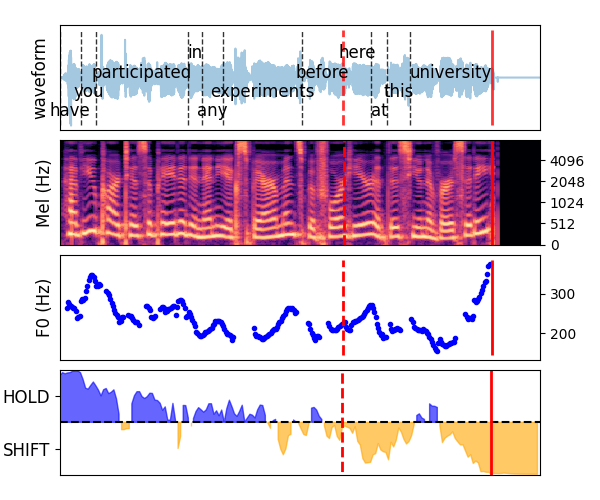 waveform
in here
participated before university
you experiments this
have any at
Mel (Hz)
4096
2048
1024
512
0
F0 (Hz)
300
200
HOLD
SHIFT